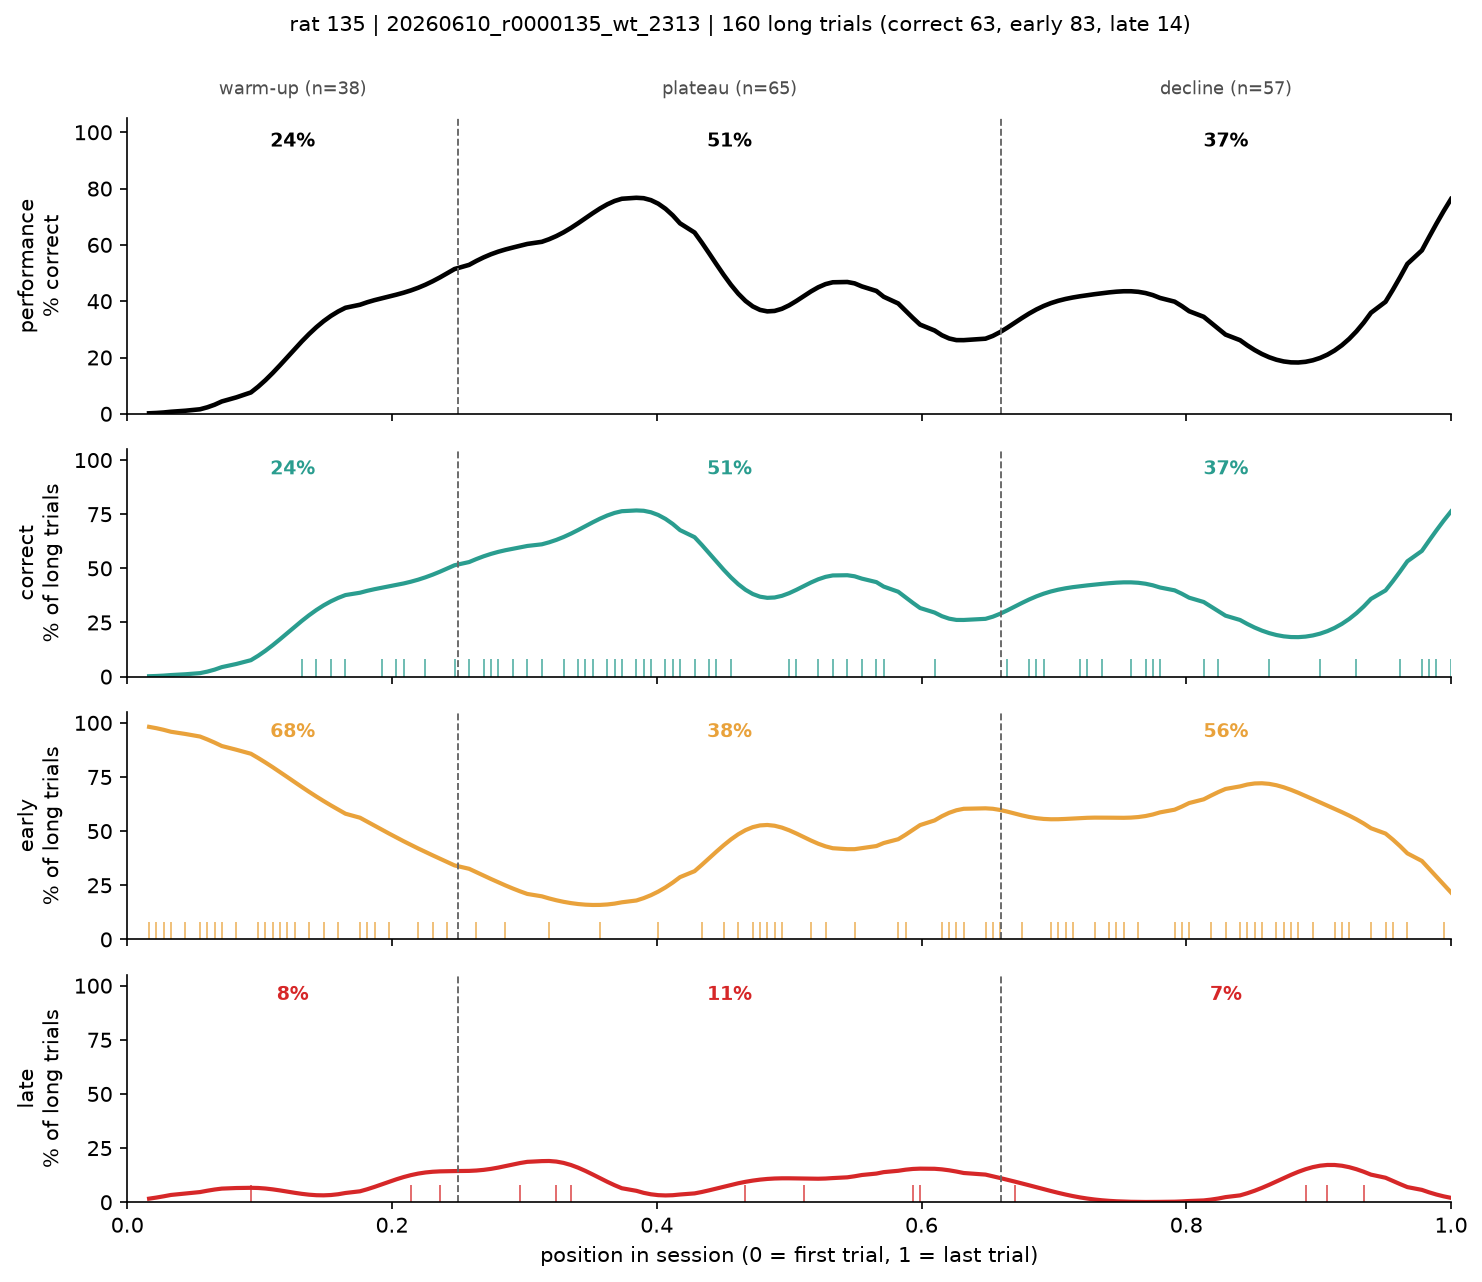 rat 135 | 20260610_r0000135_wt_2313 | 160 long trials (correct 63, early 83, late 14)
warm-up (n=38) plateau (n=65) decline (n=57)
performance
% correct
100
80
60
40
20
0
24% 51% 37%
correct
% of long trials
100
75
50
25
0
24% 51% 37%
early
% of long trials
100
75
50
25
0
68% 38% 56%
late
% of long trials
100
75
50
25
0
8% 11% 7%
0.0 0.2 0.4 0.6 0.8 1.0
position in session (0 = first trial, 1 = last trial)